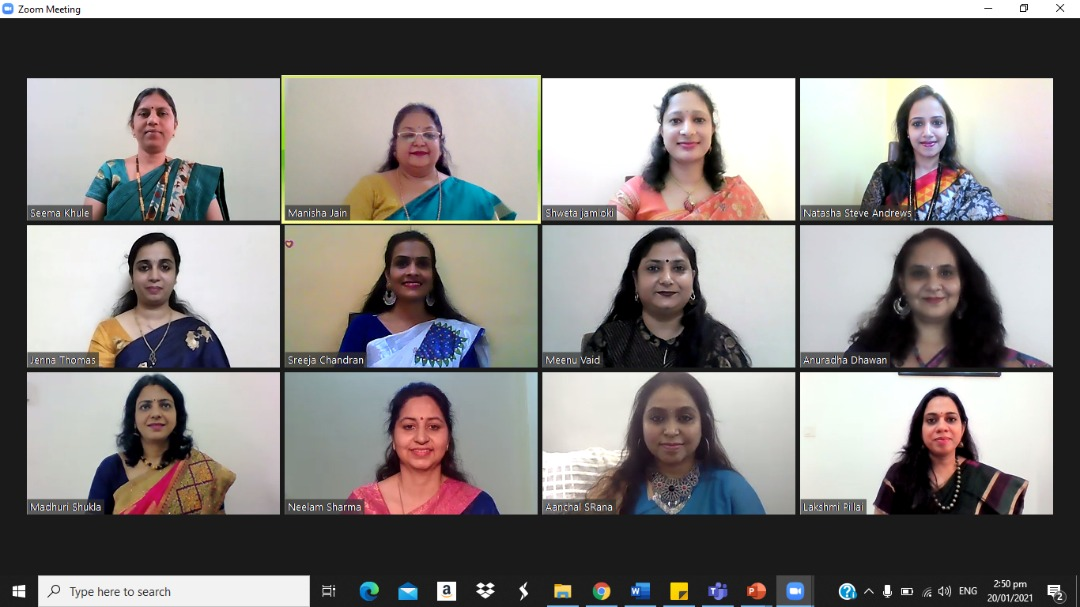 Zoom Meeting
Seema Khule
Manisha Jain
Shweta jamioki
Natasha Steve Andrews
Jenna Thomas
Sreeja Chandran
Meenu Vaid
Anuradha Dhawan
Madhuri Shukla
Neelam Sharma
Aanchal SRana
Lakshmi Pillai
Type here to search
ENG
2:50 pm
20/01/2021
2